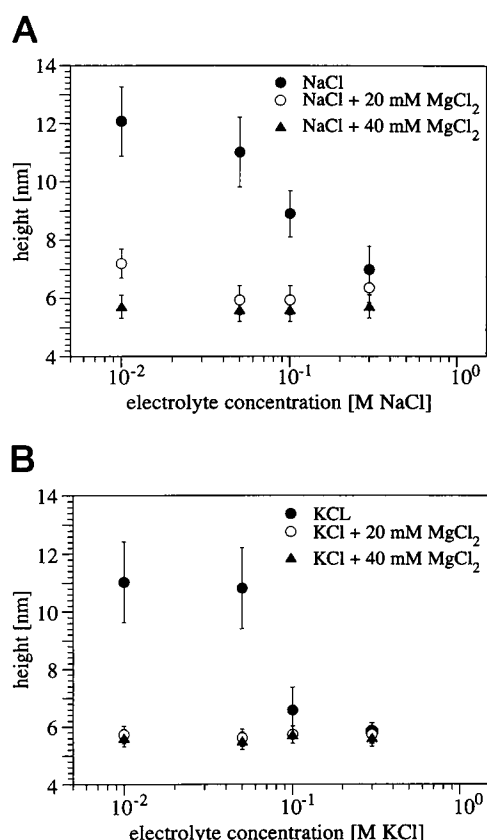 A
14
NaCl
NaCl + 20 mM MgCl₂
12
NaCl + 40 mM MgCl₂
10
height [nm]
8
6
4
10⁻²
10⁻¹
10⁰
electrolyte concentration [M NaCl]
B
14
KCL
KCl + 20 mM MgCl₂
12
KCl + 40 mM MgCl₂
10
height [nm]
8
6
4
10⁻²
10⁻¹
10⁰
electrolyte concentration [M KCl]